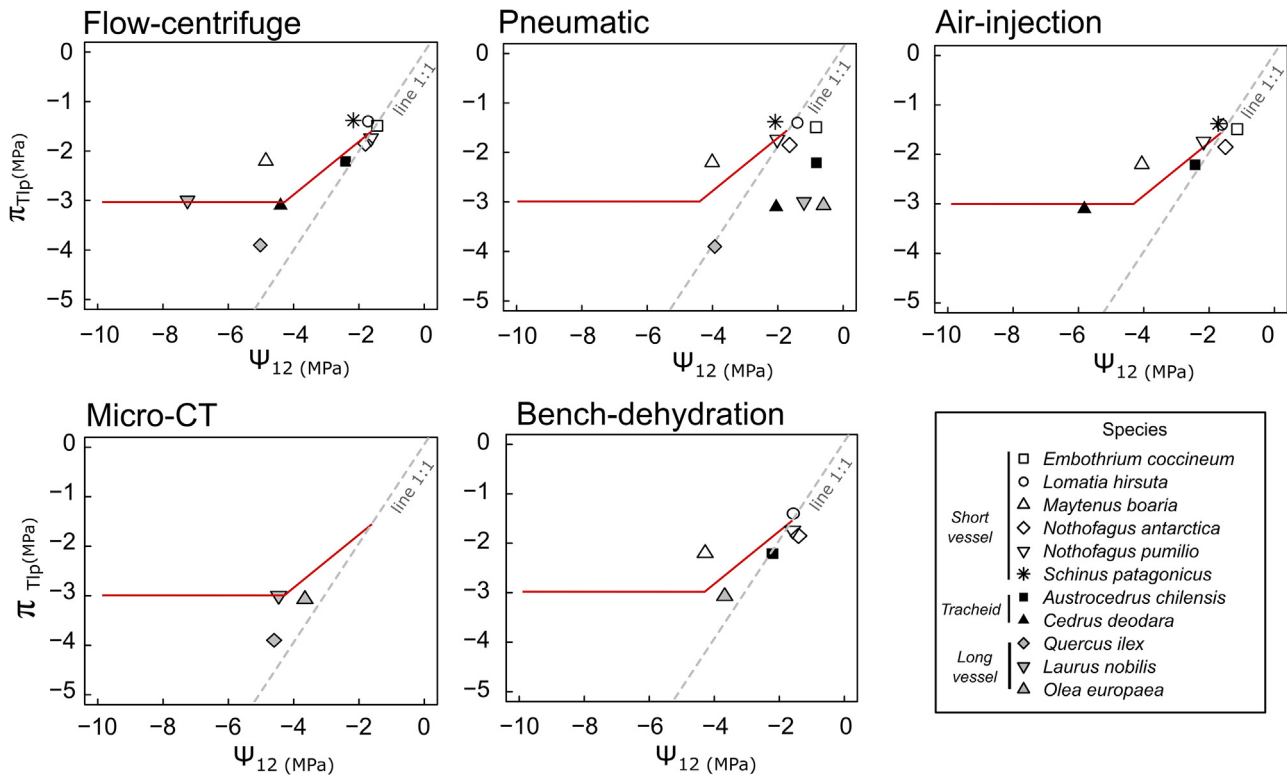 Flow-centrifuge
0
−1
−2
−3
−4
−5
πTlp(MPa)
line 1:1
−10 −8 −6 −4 −2 0
Ψ12 (MPa)
Pneumatic
0
−1
−2
−3
−4
−5
line 1:1
−10 −8 −6 −4 −2 0
Ψ12 (MPa)
Air-injection
0
−1
−2
−3
−4
−5
line 1:1
−10 −8 −6 −4 −2 0
Ψ12 (MPa)
Micro-CT
0
−1
−2
−3
−4
−5
π Tlp(MPa)
line 1:1
−10 −8 −6 −4 −2 0
Ψ12 (MPa)
Bench-dehydration
0
−1
−2
−3
−4
−5
line 1:1
−10 −8 −6 −4 −2 0
Ψ12 (MPa)
Species
Short
vessel
Embothrium coccineum
Lomatia hirsuta
Maytenus boaria
Nothofagus antarctica
Nothofagus pumilio
Schinus patagonicus
Tracheid
Austrocedrus chilensis
Cedrus deodara
Long
vessel
Quercus ilex
Laurus nobilis
Olea europaea